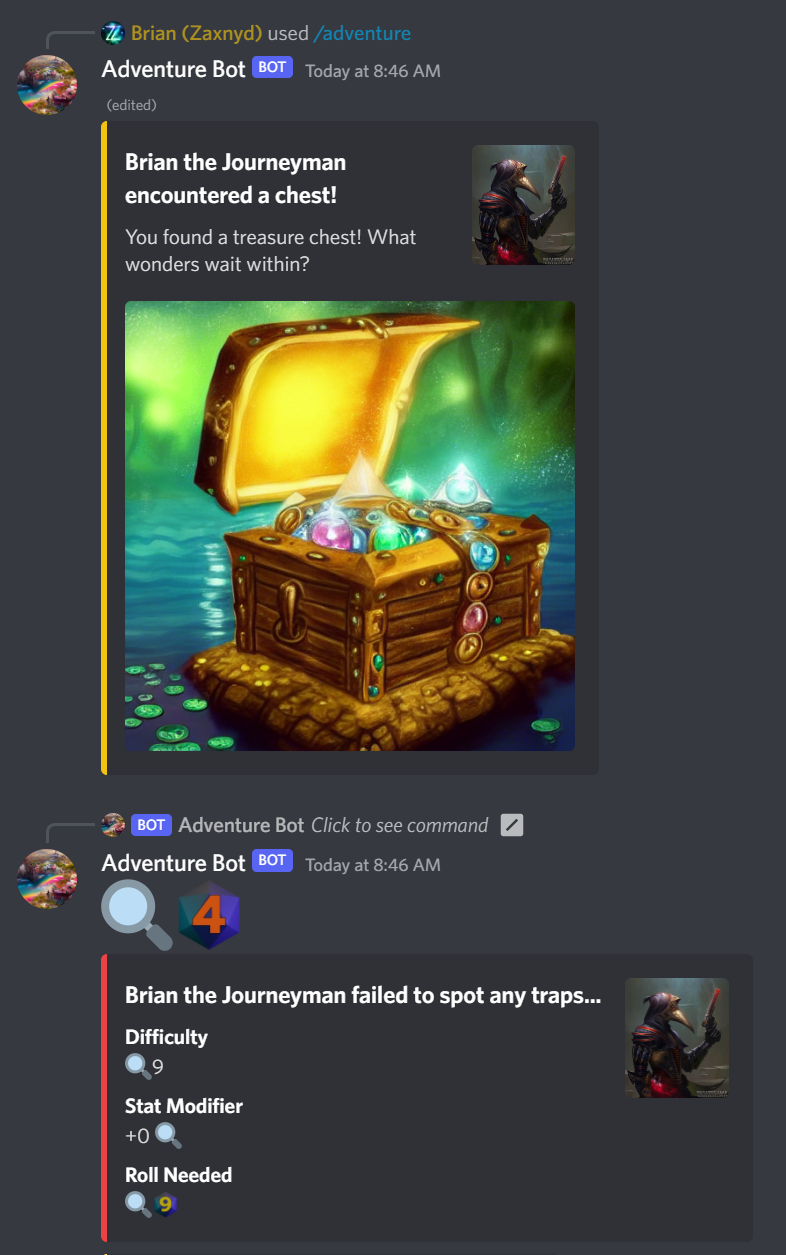 Brian (Zaxnyd) used /adventure
Adventure Bot BOT Today at 8:46 AM
(edited)
Brian the Journeyman
encountered a chest!
You found a treasure chest! What
wonders wait within?
BOT Adventure Bot Click to see command
Adventure Bot BOT Today at 8:46 AM
4
Brian the Journeyman failed to spot any traps...
Difficulty
9
Stat Modifier
+0
Roll Needed
9